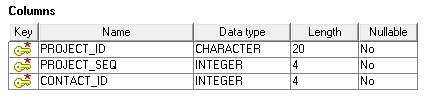 Columns
Key Name Data type Length Nullable
PROJECT_ID CHARACTER 20 No
PROJECT_SEQ INTEGER 4 No
CONTACT_ID INTEGER 4 No